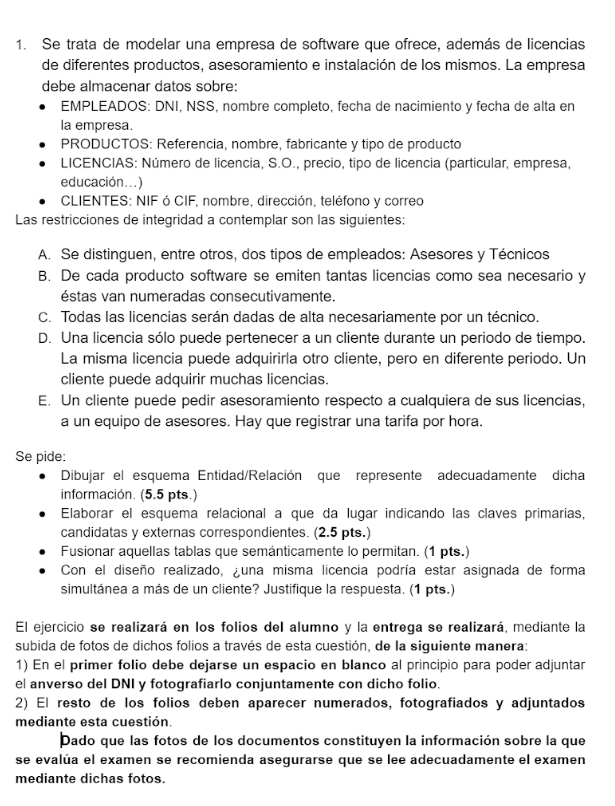 1. Se trata de modelar una empresa de software que ofrece, además de licencias
de diferentes productos, asesoramiento e instalación de los mismos. La empresa
debe almacenar datos sobre:
● EMPLEADOS: DNI, NSS, nombre completo, fecha de nacimiento y fecha de alta en
la empresa.
● PRODUCTOS: Referencia, nombre, fabricante y tipo de producto
● LICENCIAS: Número de licencia, S.O., precio, tipo de licencia (particular, empresa,
educación...)
● CLIENTES: NIF ó CIF, nombre, dirección, teléfono y correo
Las restricciones de integridad a contemplar son las siguientes:
A. Se distinguen, entre otros, dos tipos de empleados: Asesores y Técnicos
B. De cada producto software se emiten tantas licencias como sea necesario y
éstas van numeradas consecutivamente.
C. Todas las licencias serán dadas de alta necesariamente por un técnico.
D. Una licencia sólo puede pertenecer a un cliente durante un periodo de tiempo.
La misma licencia puede adquirirla otro cliente, pero en diferente periodo. Un
cliente puede adquirir muchas licencias.
E. Un cliente puede pedir asesoramiento respecto a cualquiera de sus licencias,
a un equipo de asesores. Hay que registrar una tarifa por hora.
Se pide:
● Dibujar el esquema Entidad/Relación que represente adecuadamente dicha
información. (5.5 pts.)
● Elaborar el esquema relacional a que da lugar indicando las claves primarias,
candidatas y externas correspondientes. (2.5 pts.)
● Fusionar aquellas tablas que semánticamente lo permitan. (1 pts.)
● Con el diseño realizado, ¿una misma licencia podría estar asignada de forma
simultánea a más de un cliente? Justifique la respuesta. (1 pts.)
El ejercicio se realizará en los folios del alumno y la entrega se realizará, mediante la
subida de fotos de dichos folios a través de esta cuestión, de la siguiente manera:
1) En el primer folio debe dejarse un espacio en blanco al principio para poder adjuntar
el anverso del DNI y fotografiarlo conjuntamente con dicho folio.
2) El resto de los folios deben aparecer numerados, fotografiados y adjuntados
mediante esta cuestión.
Dado que las fotos de los documentos constituyen la información sobre la que
se evalúa el examen se recomienda asegurarse que se lee adecuadamente el examen
mediante dichas fotos.